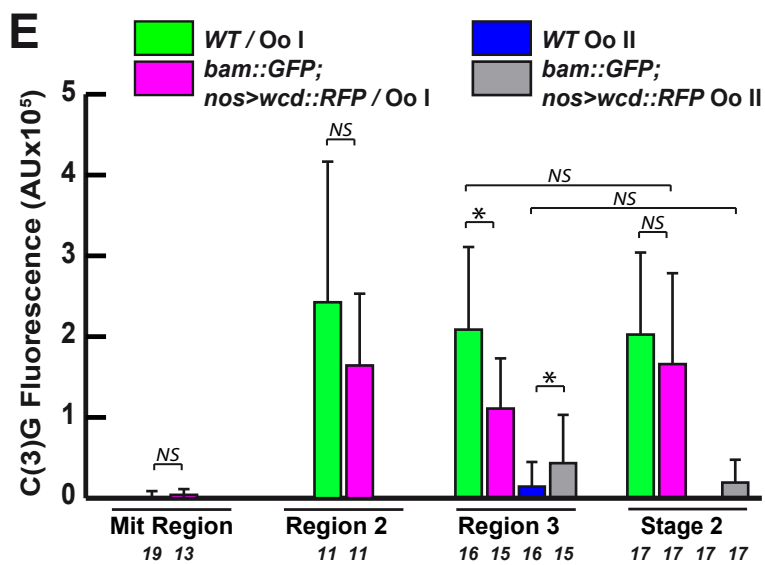 E
WT / Oo I
bam::GFP;
nos>wcd::RFP / Oo I
WT Oo II
bam::GFP;
nos>wcd::RFP Oo II
C(3)G Fluorescence (AUx10⁵)
5
4
3
2
1
0
NS
NS
*
*
NS
NS
NS
Mit Region
Region 2
Region 3
Stage 2
19 13 11 11 16 15 16 15 17 17 17 17